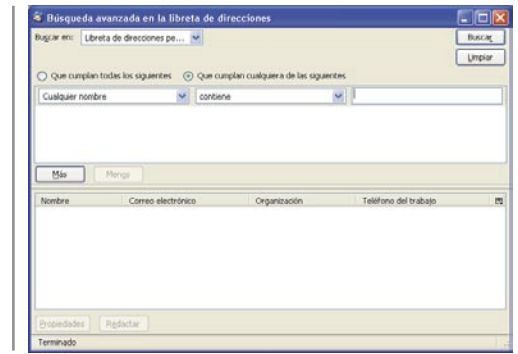 Búsqueda avanzada en la libreta de direcciones
Buscar en: Libreta de direcciones pe... Buscar
Limpiar
Que cumplan todas los siguientes Que cumplan cualquiera de las siguientes
Cualquier nombre contiene
Más Menos
Nombre Correo electrónico Organización Teléfono del trabajo
Propiedades Redactar
Terminado